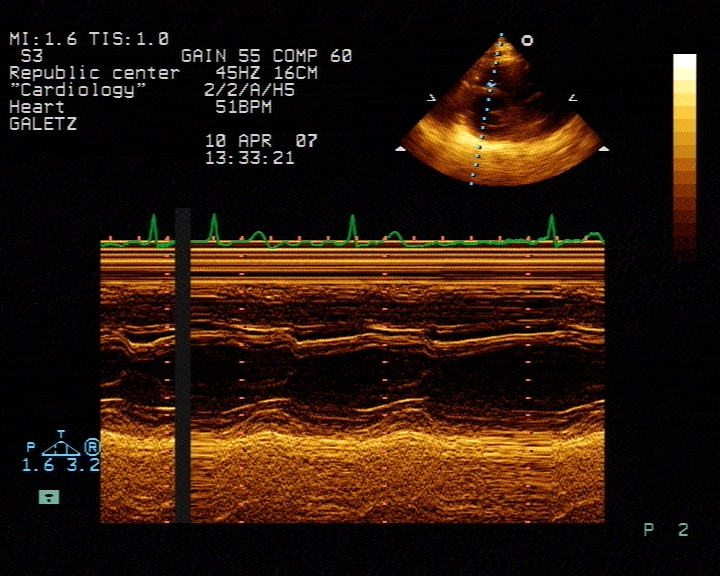 MI:1.6 TIS:1.0
S3 GAIN 55 COMP 60
Republic center 45HZ 16CM
"Cardiology" 2/2/A/H5
Heart 51BPM
GALETZ
10 APR 07
13:33:21
T
P R
1.6 3.2
P 2